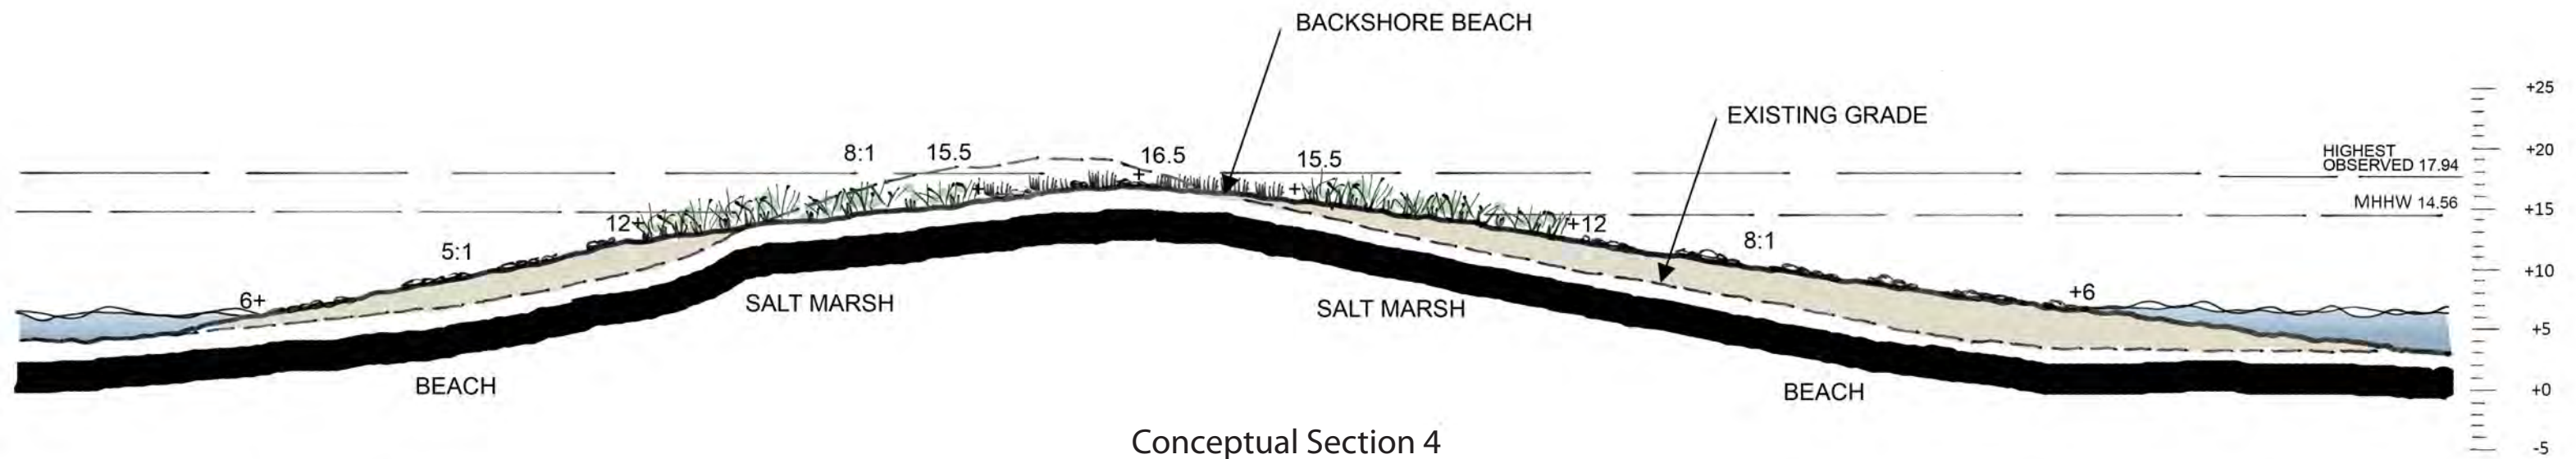 BACKSHORE BEACH
+25
EXISTING GRADE
8:1
15.5
16.5
15.5
+20
HIGHEST
OBSERVED 17.94
MHHW 14.56
+15
12+
+12
5:1
8:1
+10
6+
+6
SALT MARSH
SALT MARSH
+5
BEACH
BEACH
+0
Conceptual Section 4
-5